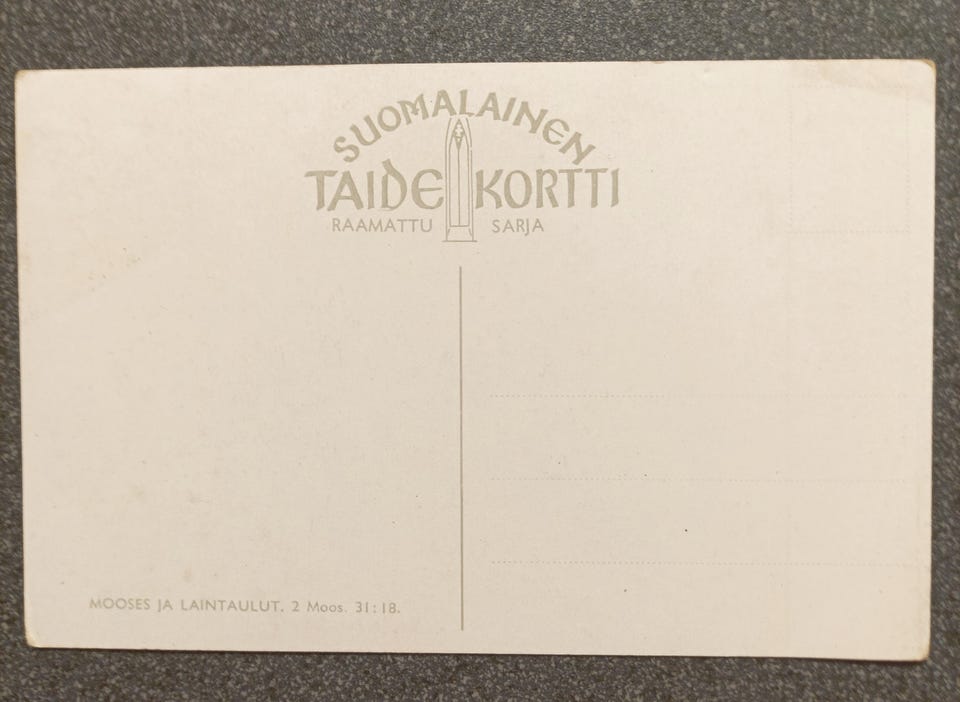 SUOMALAINEN
TAIDE KORTTI
RAAMATTU SARJA
MOOSES JA LAINTAULUT. 2 Moos. 31:18.